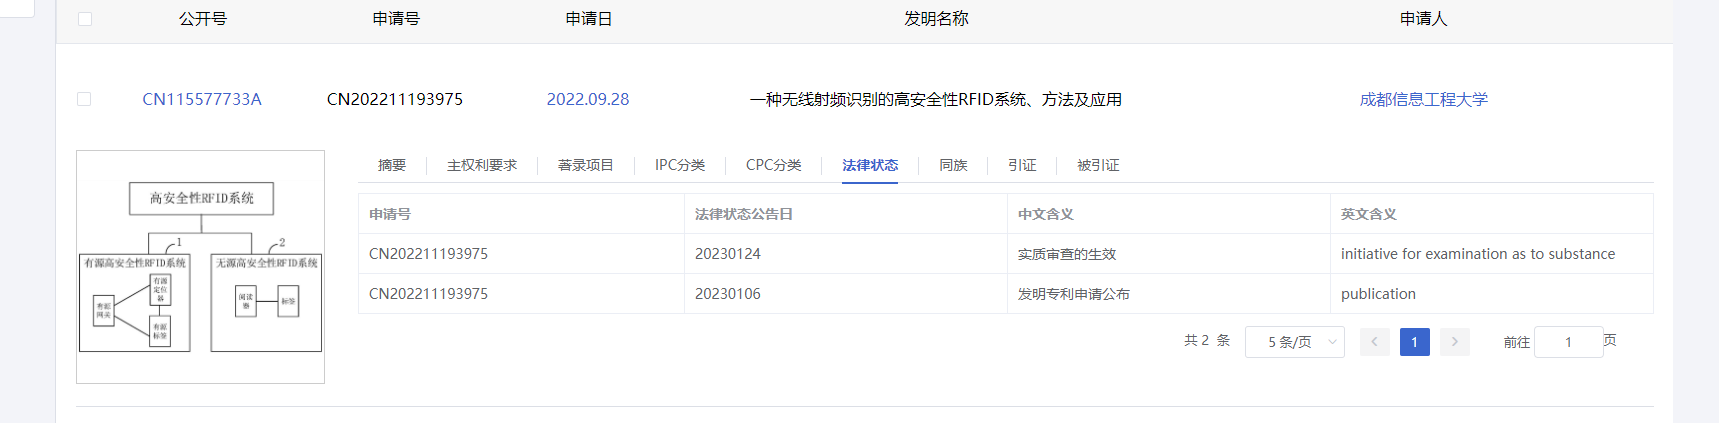 公开号 申请号 申请日 发明名称 申请人
CN115577733A CN202211193975 2022.09.28 一种无线射频识别的高安全性RFID系统、方法及应用 成都信息工程大学
摘要 主权利要求 著录项目 IPC分类 CPC分类 法律状态 同族 引证 被引证
高安全性RFID系统
1 2
有源高安全性RFID系统 无源高安全性RFID系统
有源
定位
器
有源
网关
有源
标签
阅读
器
标签
申请号 法律状态公告日 中文含义 英文含义
CN202211193975 20230124 实质审查的生效 initiative for examination as to substance
CN202211193975 20230106 发明专利申请公布 publication
共 2 条 5 条/页 1 前往 1 页